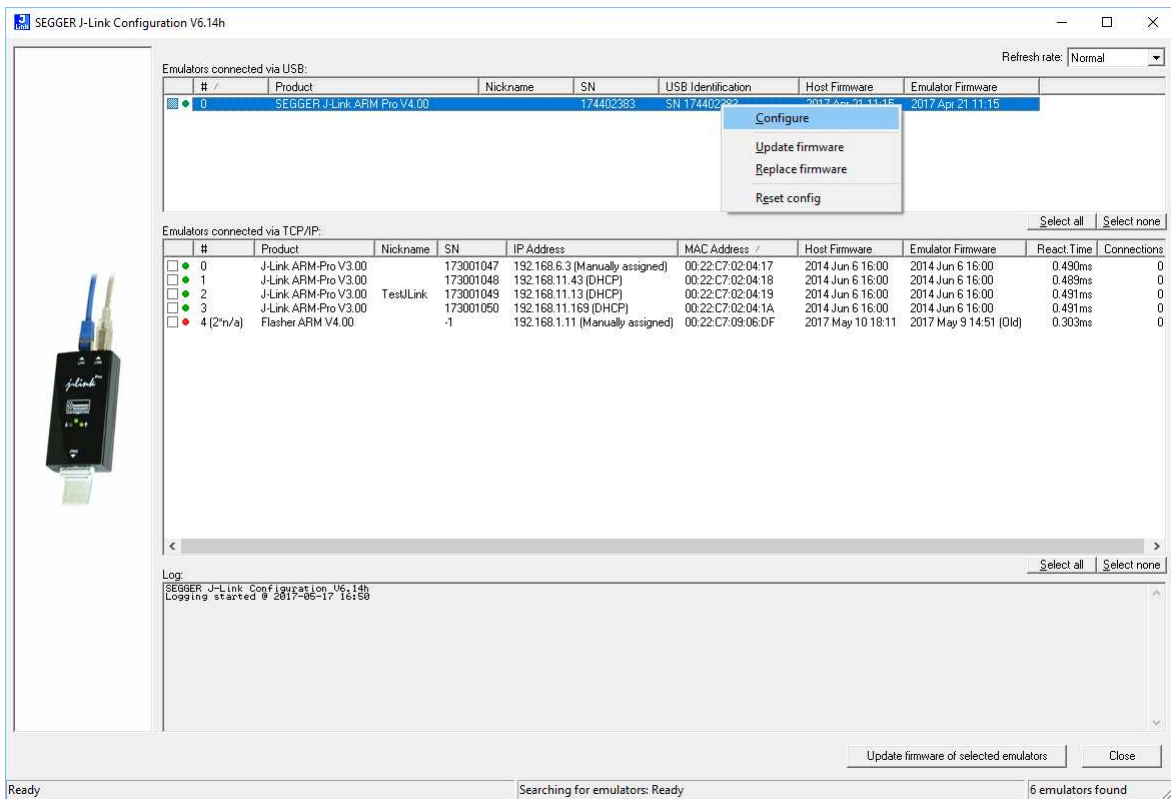 SEGGER J-Link Configuration V6.14h
Refresh rate: Normal
Emulators connected via USB:
# Product Nickname SN USB Identification Host Firmware Emulator Firmware
0 SEGGER J-Link ARM Pro V4.00 174402383 SN 174402383 2017 Apr 21 11:15 2017 Apr 21 11:15
Configure
Update firmware
Replace firmware
Reset config
Select all Select none
Emulators connected via TCP/IP:
# Product Nickname SN IP Address MAC Address Host Firmware Emulator Firmware React.Time Connections
0 J-Link ARM-Pro V3.00 173001047 192.168.6.3 (Manually assigned) 00:22:C7:02:04:17 2014 Jun 6 16:00 2014 Jun 6 16:00 0.490ms 0
1 J-Link ARM-Pro V3.00 173001048 192.168.11.43 (DHCP) 00:22:C7:02:04:18 2014 Jun 6 16:00 2014 Jun 6 16:00 0.489ms 0
2 J-Link ARM-Pro V3.00 TestJLink 173001049 192.168.11.13 (DHCP) 00:22:C7:02:04:19 2014 Jun 6 16:00 2014 Jun 6 16:00 0.491ms 0
3 J-Link ARM-Pro V3.00 173001050 192.168.11.169 (DHCP) 00:22:C7:02:04:1A 2014 Jun 6 16:00 2014 Jun 6 16:00 0.491ms 0
4 (2*n/a) Flasher ARM V4.00 -1 192.168.1.11 (Manually assigned) 00:22:C7:09:06:DF 2017 May 10 18:11 2017 May 9 14:51 (Old) 0.303ms 0
J-Link Pro
Select all Select none
Log:
SEGGER J-Link Configuration V6.14h
Logging started @ 2017-05-17 16:50
Update firmware of selected emulators Close
Ready Searching for emulators: Ready 6 emulators found